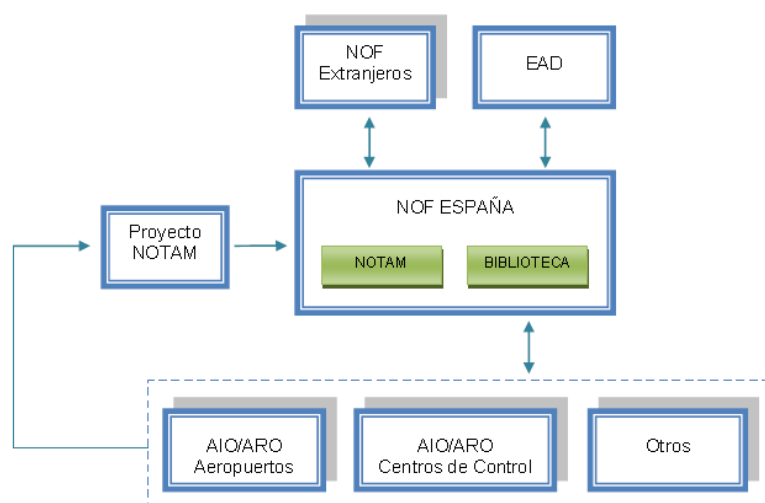 NOF
Extranjeros
EAD
NOF ESPAÑA
Proyecto
NOTAM
NOTAM
BIBLIOTECA
AIO/ARO
Aeropuertos
AIO/ARO
Centros de Control
Otros